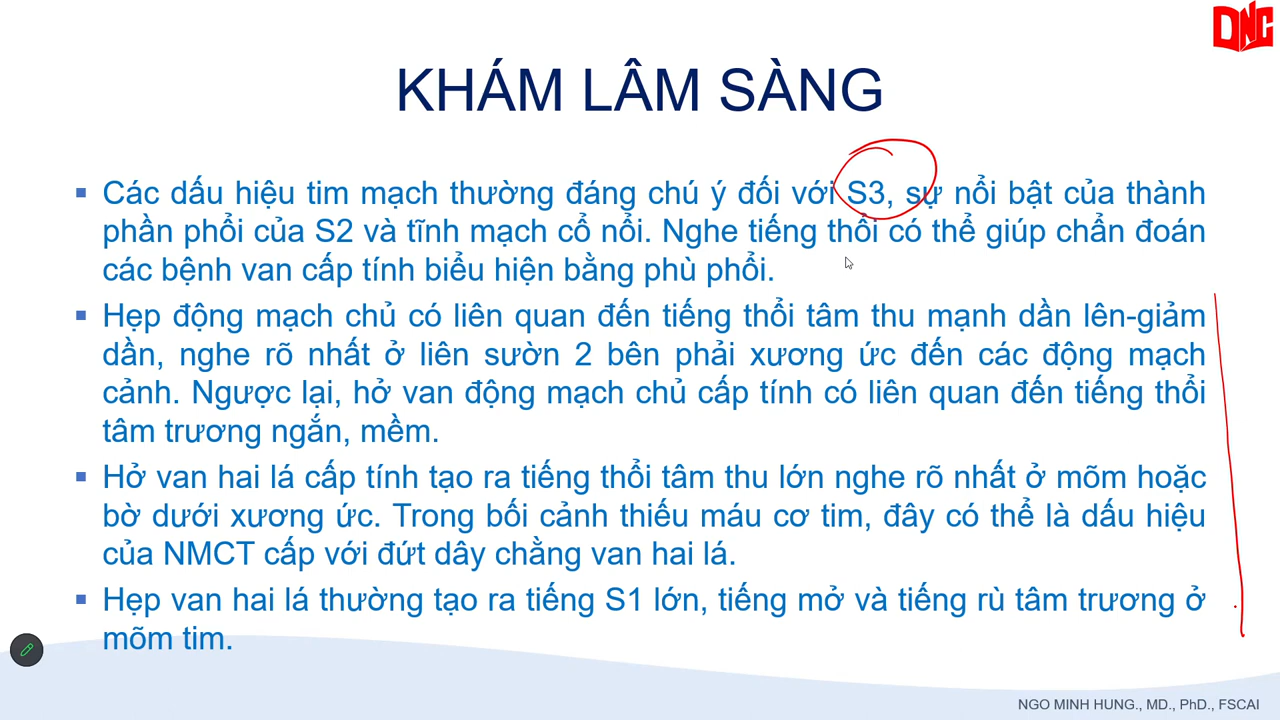 DNC
KHÁM LÂM SÀNG
▪ Các dấu hiệu tim mạch thường đáng chú ý đối với S3, sự nổi bật của thành
phần phổi của S2 và tĩnh mạch cổ nổi. Nghe tiếng thổi có thể giúp chẩn đoán
các bệnh van cấp tính biểu hiện bằng phù phổi.
▪ Hẹp động mạch chủ có liên quan đến tiếng thổi tâm thu mạnh dần lên-giảm
dần, nghe rõ nhất ở liên sườn 2 bên phải xương ức đến các động mạch
cảnh. Ngược lại, hở van động mạch chủ cấp tính có liên quan đến tiếng thổi
tâm trương ngắn, mềm.
▪ Hở van hai lá cấp tính tạo ra tiếng thổi tâm thu lớn nghe rõ nhất ở mõm hoặc
bờ dưới xương ức. Trong bối cảnh thiếu máu cơ tim, đây có thể là dấu hiệu
của NMCT cấp với đứt dây chằng van hai lá.
▪ Hẹp van hai lá thường tạo ra tiếng S1 lớn, tiếng mở và tiếng rù tâm trương ở
mõm tim.
NGO MINH HUNG., MD., PhD., FSCAI